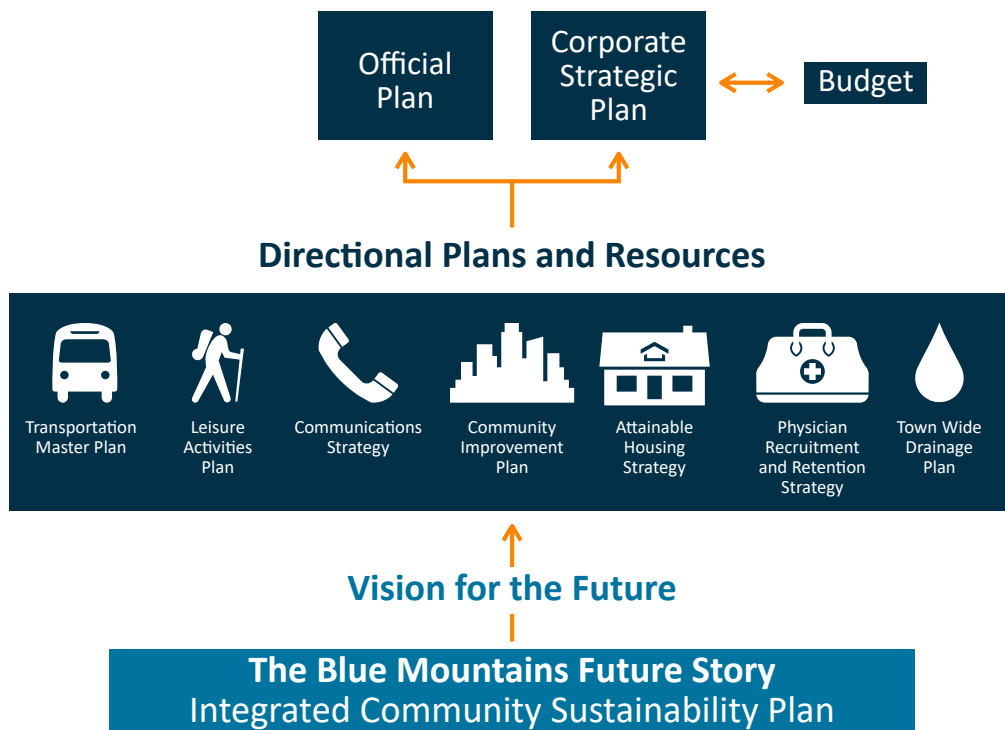 Official
Plan
Corporate
Strategic
Plan
Budget
Directional Plans and Resources
Transportation
Master Plan
Leisure
Activities
Plan
Communications
Strategy
Community
Improvement
Plan
Attainable
Housing
Strategy
Physician
Recruitment
and Retention
Strategy
Town Wide
Drainage
Plan
Vision for the Future
The Blue Mountains Future Story
Integrated Community Sustainability Plan